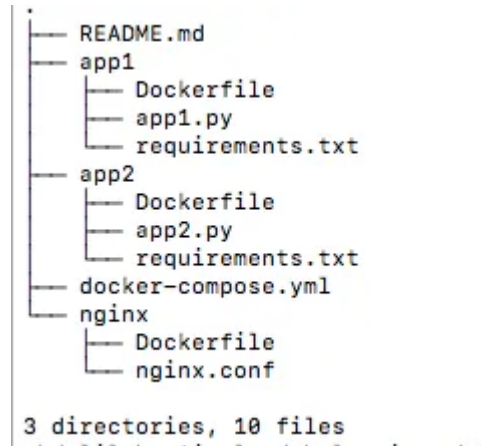 .
├── README.md
├── app1
│   ├── Dockerfile
│   ├── app1.py
│   └── requirements.txt
├── app2
│   ├── Dockerfile
│   ├── app2.py
│   └── requirements.txt
├── docker-compose.yml
└── nginx
    ├── Dockerfile
    └── nginx.conf

3 directories, 10 files